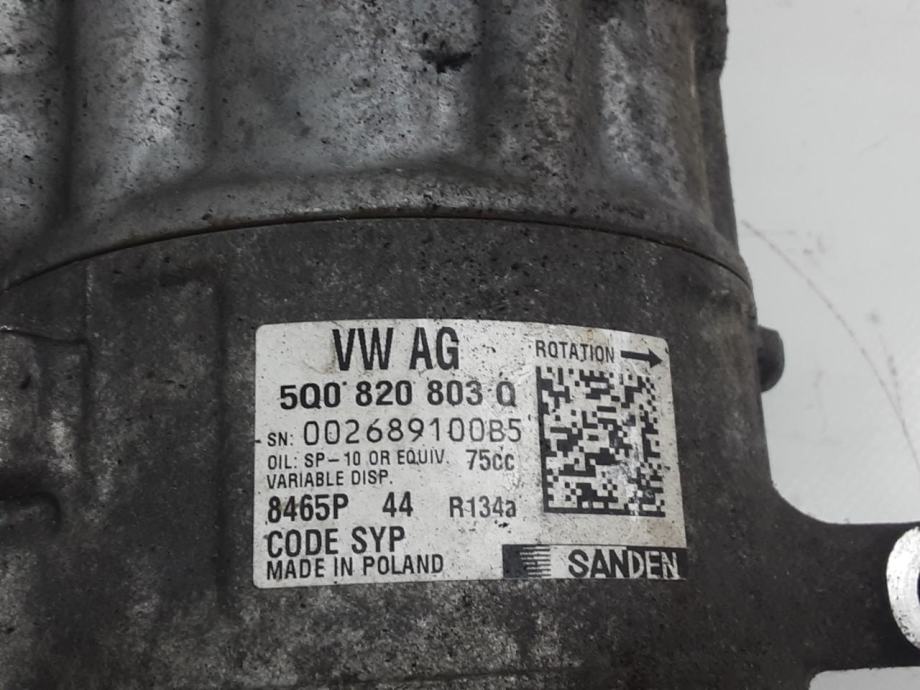 VW AG
ROTATION
5Q0 820 803 Q
SN: 002689100B5
OIL: SP-10 OR EQUIV. 75cc
VARIABLE DISP.
8465P 44 R134a
CODE SYP
MADE IN POLAND
SANDEN